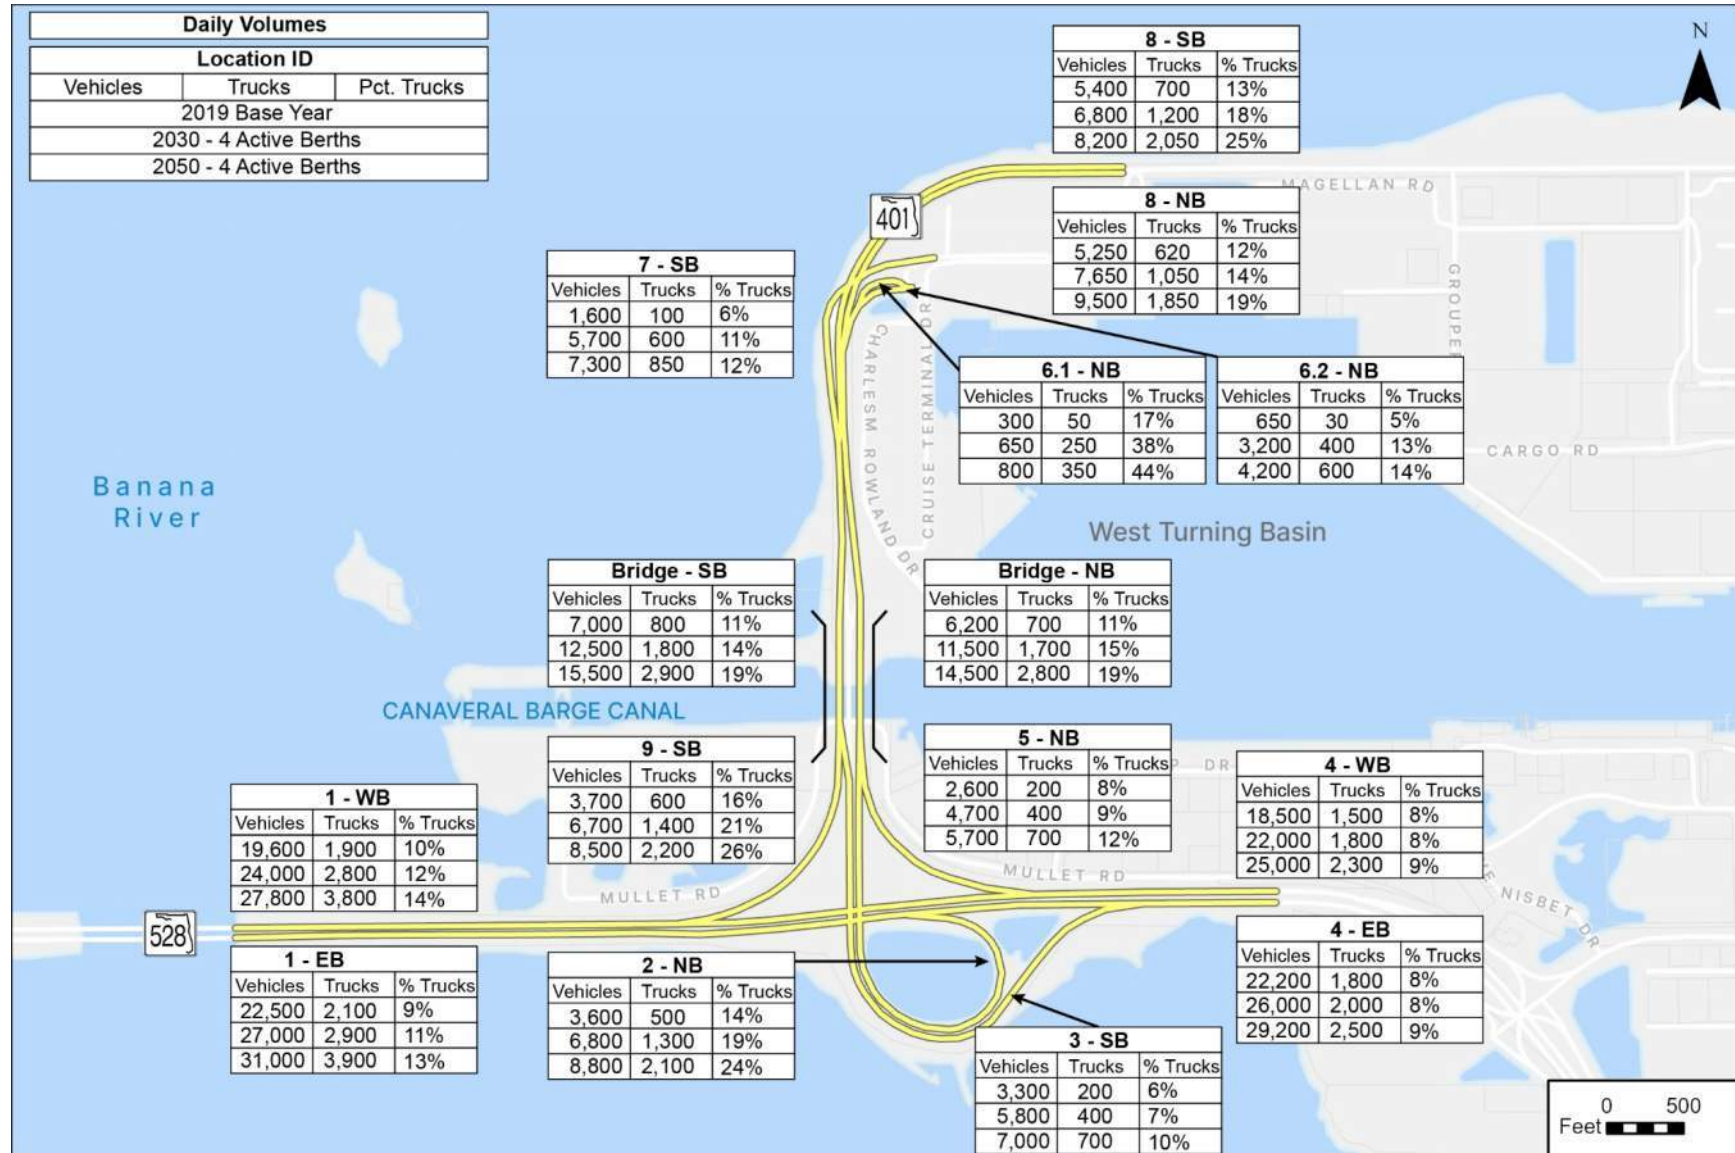 Daily Volumes
Location ID
Vehicles Trucks Pct. Trucks
2019 Base Year
2030 - 4 Active Berths
2050 - 4 Active Berths
8 - SB
Vehicles Trucks % Trucks
5,400 700 13%
6,800 1,200 18%
8,200 2,050 25%
N
MAGELLAN RD
401
8 - NB
Vehicles Trucks % Trucks
5,250 620 12%
7,650 1,050 14%
9,500 1,850 19%
7 - SB
Vehicles Trucks % Trucks
1,600 100 6%
5,700 600 11%
7,300 850 12%
GROUPER
CHARLESM ROWLAND DR
CRUISE TERMINAL DR
6.1 - NB
Vehicles Trucks % Trucks
300 50 17%
650 250 38%
800 350 44%
6.2 - NB
Vehicles Trucks % Trucks
650 30 5%
3,200 400 13%
4,200 600 14%
CARGO RD
Banana
River
West Turning Basin
Bridge - SB
Vehicles Trucks % Trucks
7,000 800 11%
12,500 1,800 14%
15,500 2,900 19%
Bridge - NB
Vehicles Trucks % Trucks
6,200 700 11%
11,500 1,700 15%
14,500 2,800 19%
CANAVERAL BARGE CANAL
9 - SB
Vehicles Trucks % Trucks
3,700 600 16%
6,700 1,400 21%
8,500 2,200 26%
5 - NB
Vehicles Trucks % Trucks
2,600 200 8%
4,700 400 9%
5,700 700 12%
DR
4 - WB
Vehicles Trucks % Trucks
18,500 1,500 8%
22,000 1,800 8%
25,000 2,300 9%
1 - WB
Vehicles Trucks % Trucks
19,600 1,900 10%
24,000 2,800 12%
27,800 3,800 14%
MULLET RD
MULLET RD
NISBET DR
528
1 - EB
Vehicles Trucks % Trucks
22,500 2,100 9%
27,000 2,900 11%
31,000 3,900 13%
2 - NB
Vehicles Trucks % Trucks
3,600 500 14%
6,800 1,300 19%
8,800 2,100 24%
4 - EB
Vehicles Trucks % Trucks
22,200 1,800 8%
26,000 2,000 8%
29,200 2,500 9%
3 - SB
Vehicles Trucks % Trucks
3,300 200 6%
5,800 400 7%
7,000 700 10%
0 500
Feet